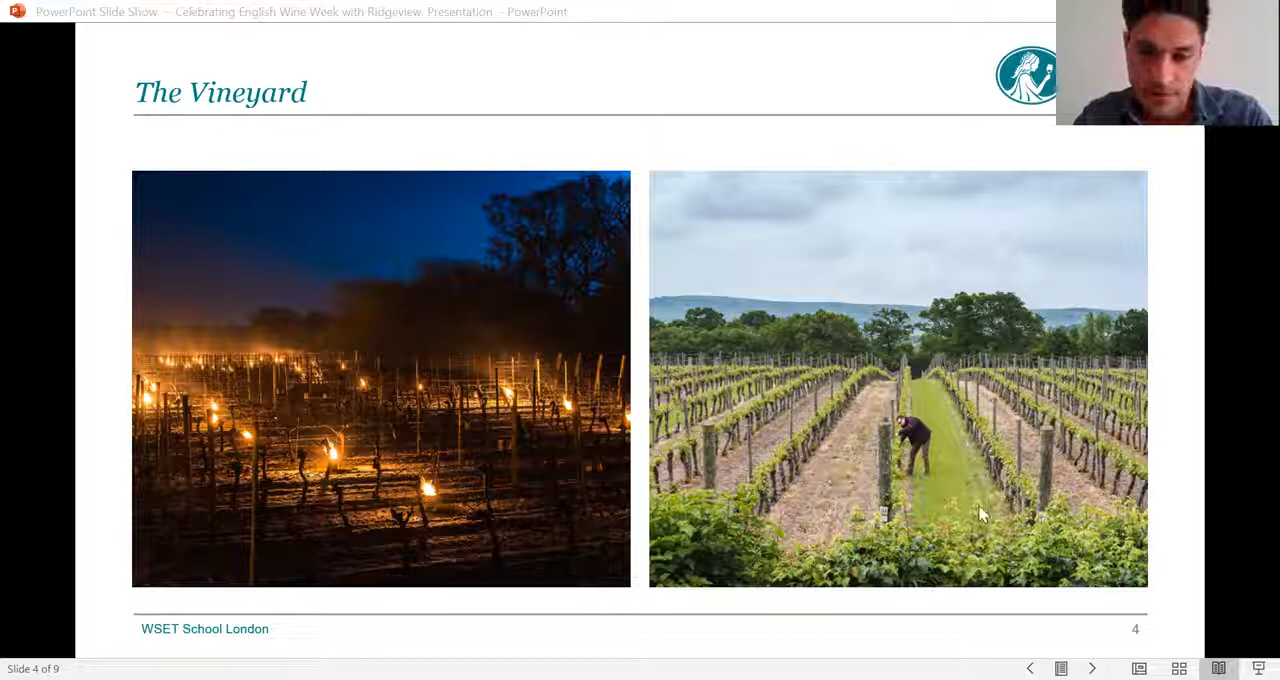 PowerPoint Slide Show - Celebrating English Wine Week with Ridgeview. Presentation - PowerPoint
The Vineyard
WSET School London
4
Slide 4 of 9